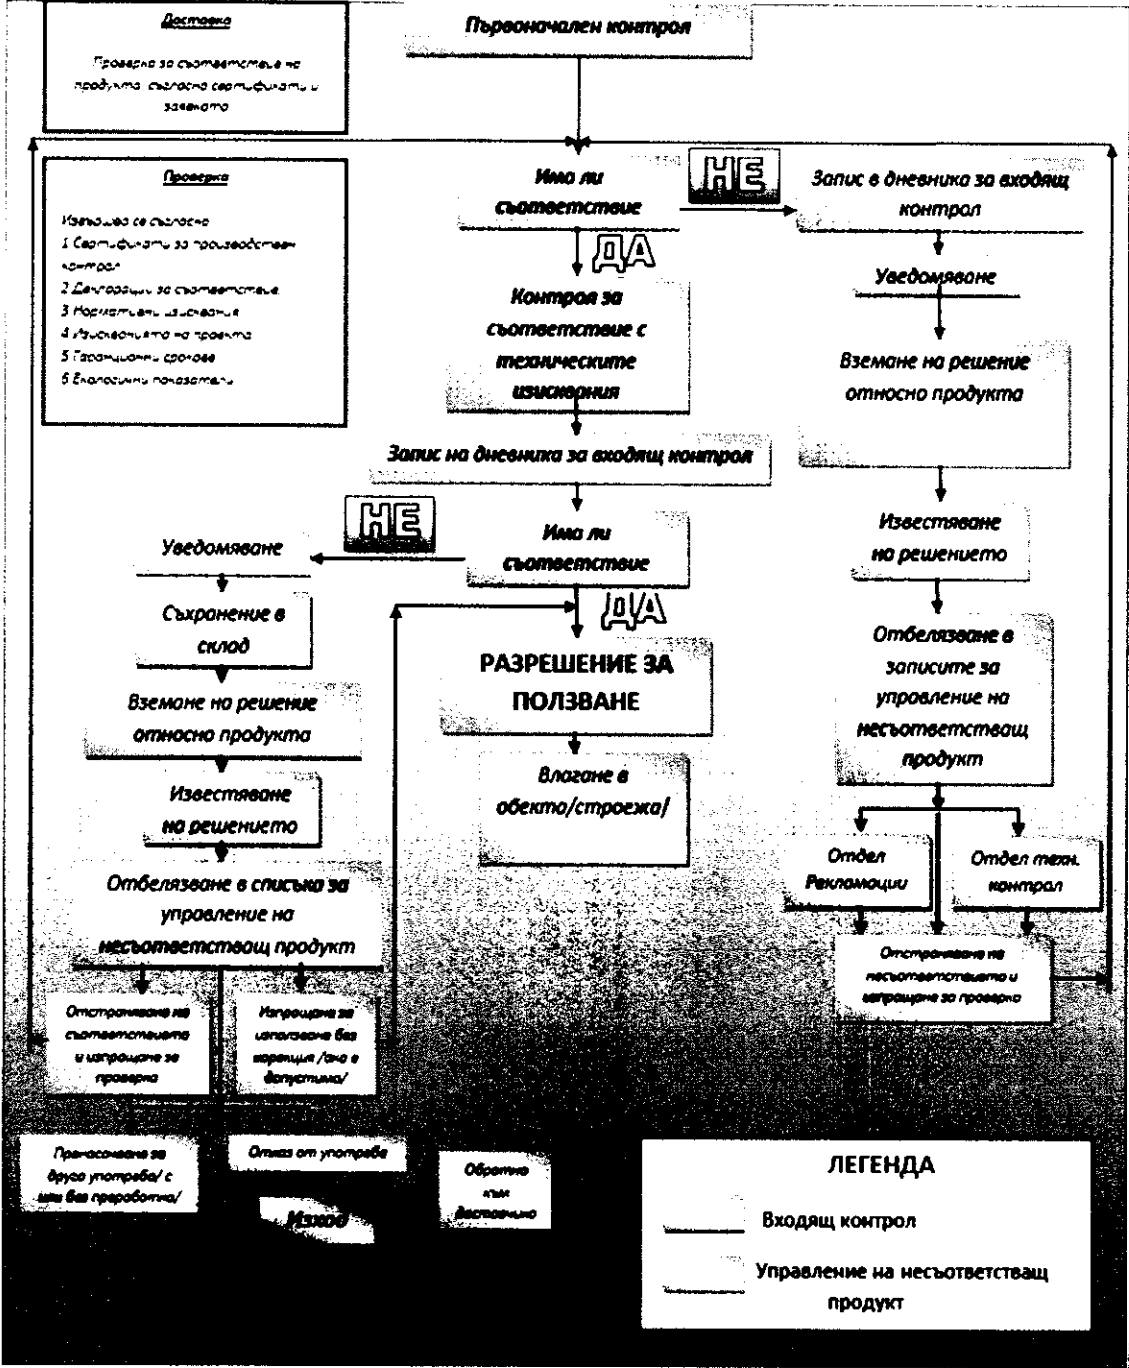 Доставка
Проверка за съответствие на
продукта съгласно сертификати и
заявката
Първоначален контрол
Проверка
Извършва се съгласно
1 Сертификати за производствен
контрол
2 Декларации за съответствие
3 Нормативни изисквания
4 Изискванията на проекта
5 Гаранционни срокове
6 Екологични показатели
Има ли
съответствие
НЕ
Запис в дневника за входящ
контрол
ДА
Уведомяване
Контрол за
съответствие с
техническите
изисквания
Вземане на решение
относно продукта
Запис на дневника за входящ контрол
НЕ
Има ли
съответствие
Известяване
на решението
Уведомяване
ДА
Съхранение в
склад
РАЗРЕШЕНИЕ ЗА
ПОЛЗВАНЕ
Отбелязване в
записите за
управление на
несъответстващ
продукт
Вземане на решение
относно продукта
Влагане в
обекта/строежа/
Известяване
на решението
Отдел
Рекламации
Отдел техн.
контрал
Отбелязване в списъка за
управление на
несъответстващ продукт
Отстраняване на
несъответствието и
изпращане за проверка
Отстраняване на
съответствието
и изпращане зе
проверка
Изпращане за
използване без
корекция /ако е
допустима/
Пренасочване за
друга употреба/ с
или без преработка/
Отказ от употреба
Изход
Обратно
към
доставчика
ЛЕГЕНДА
Входящ контрол
Управление на несъответстващ
продукт